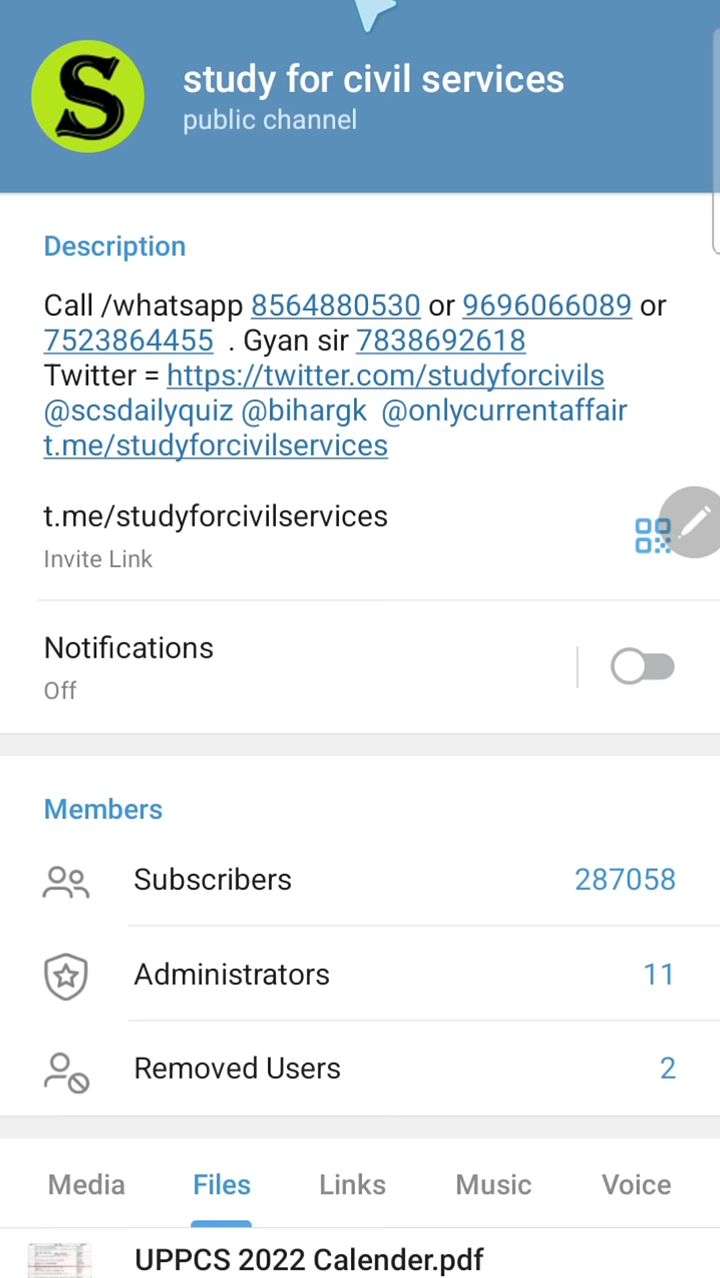 S
study for civil services
public channel
Description
Call /whatsapp 8564880530 or 9696066089 or
7523864455 . Gyan sir 7838692618
Twitter = https://twitter.com/studyforcivils
@scsdailyquiz @bihargk @onlycurrentaffair
t.me/studyforcivilservices
t.me/studyforcivilservices
Invite Link
Notifications
Off
Members
Subscribers 287058
Administrators 11
Removed Users 2
Media Files Links Music Voice
UPPCS 2022 Calender.pdf